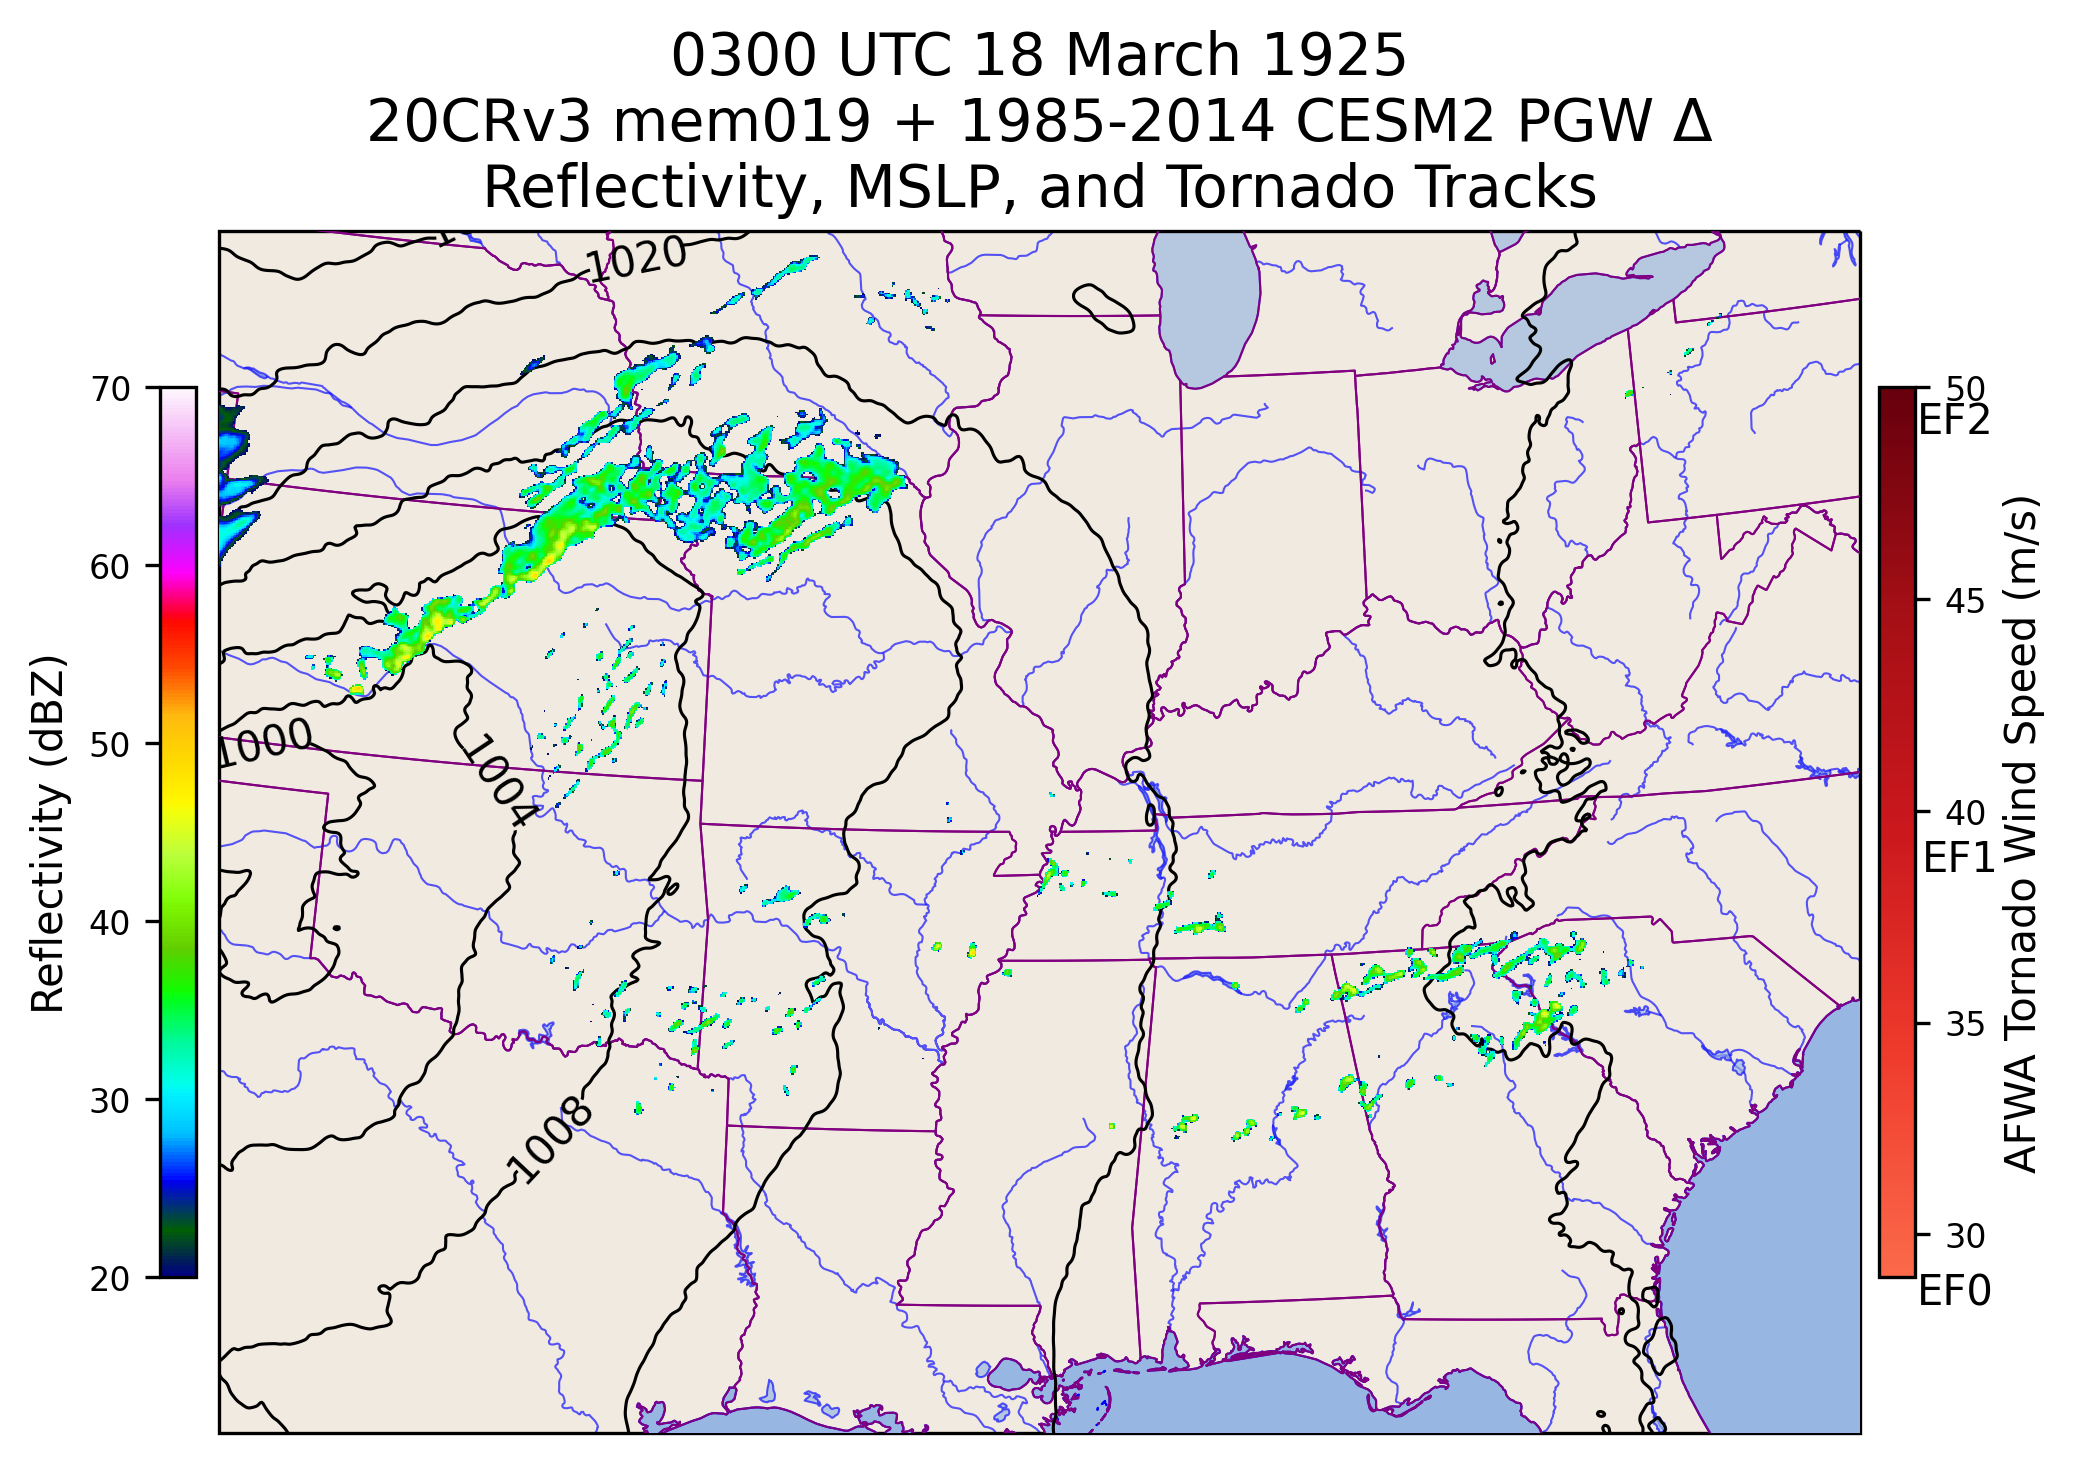 0300 UTC 18 March 1925
20CRv3 mem019 + 1985-2014 CESM2 PGW Δ
Reflectivity, MSLP, and Tornado Tracks
1020
1000
1004
1008
70
60
50
40
30
20
Reflectivity (dBZ)
50
EF2
45
40
EF1
35
30
EF0
AFWA Tornado Wind Speed (m/s)